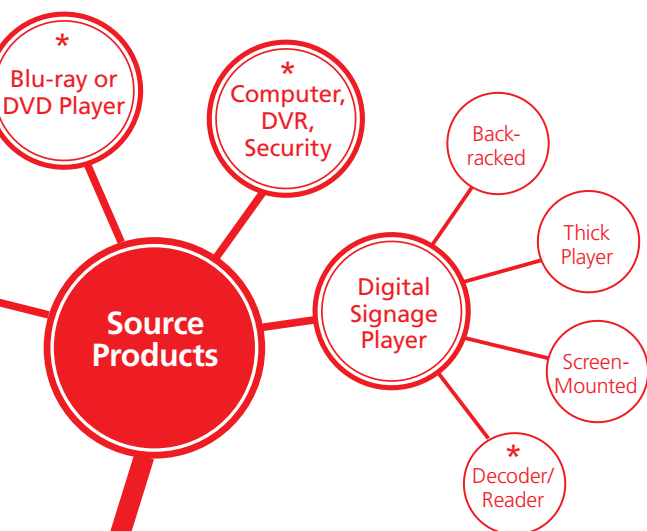 *
Blu-ray or
DVD Player
*
Computer,
DVR,
Security
Back-
racked
Thick
Player
Digital
Signage
Player
Source
Products
Screen-
Mounted
*
Decoder/
Reader